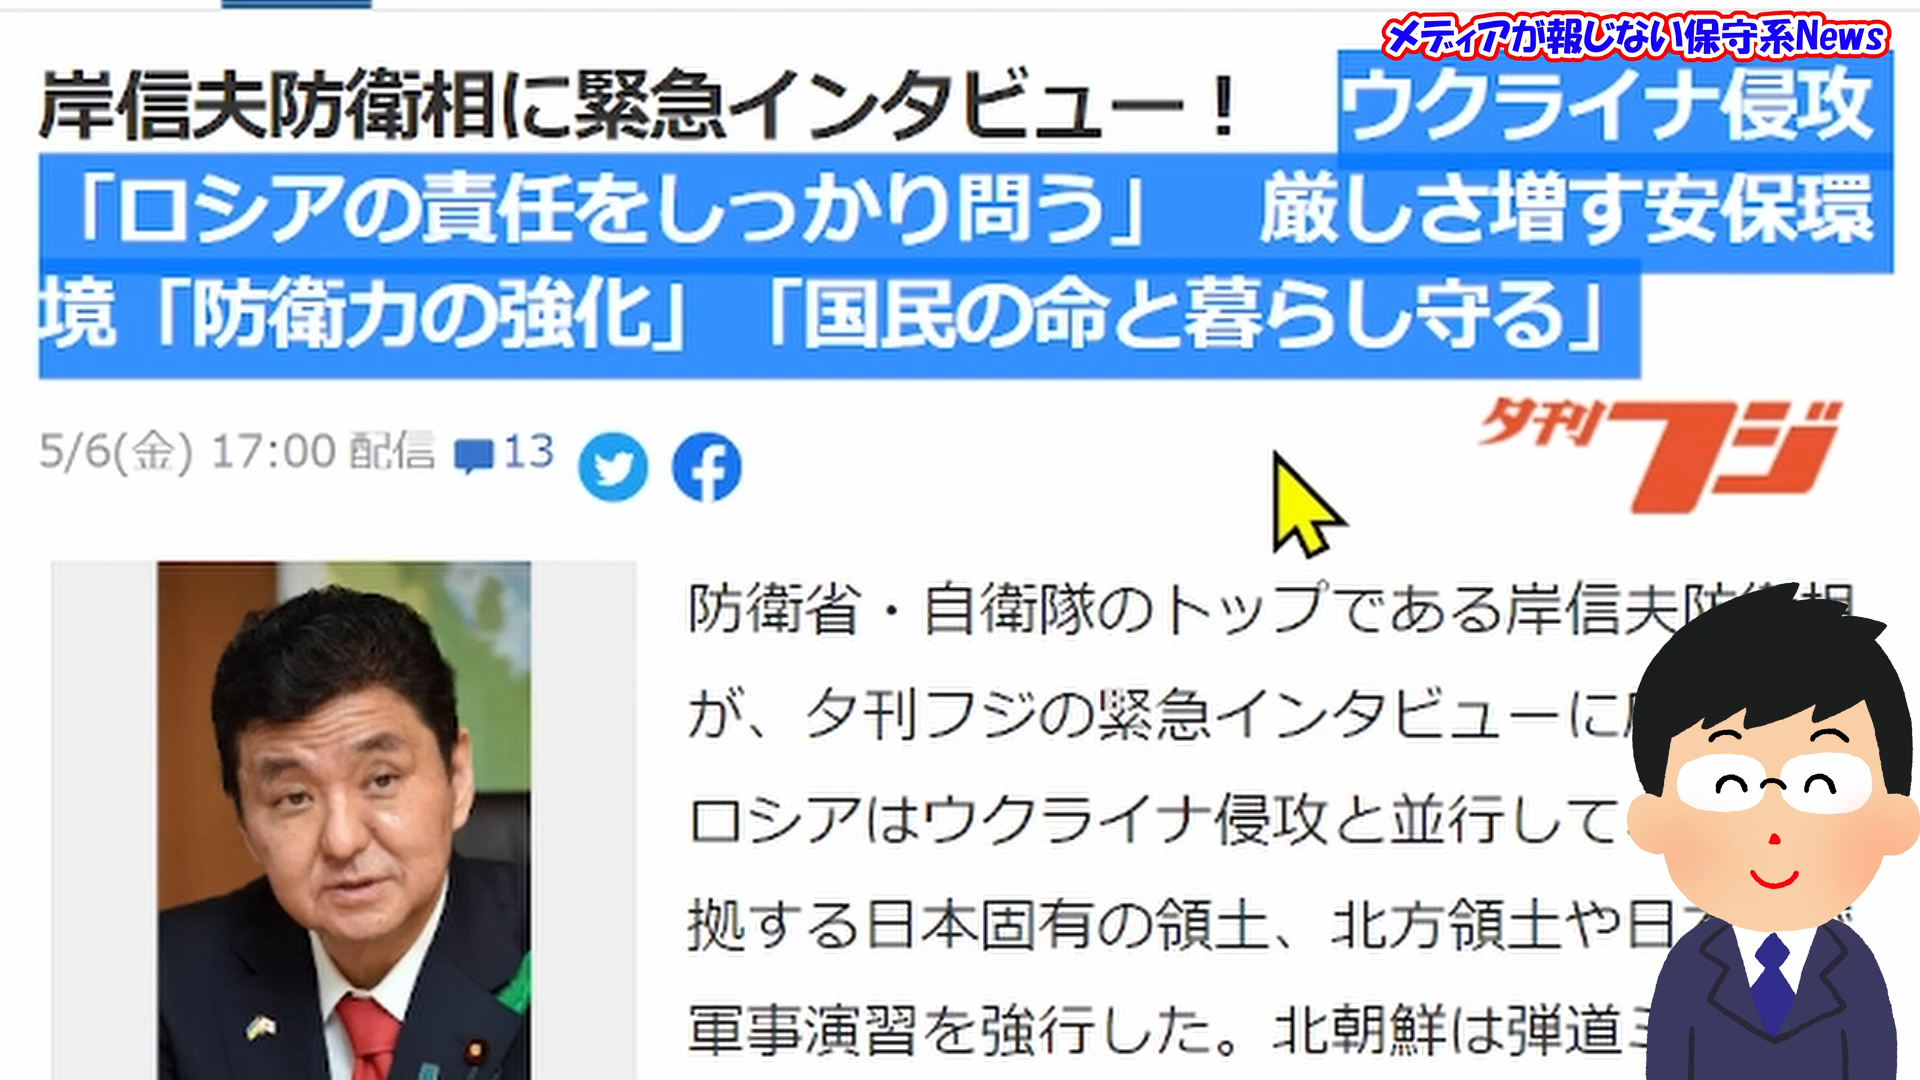 メディアが報じない保守系News
岸信夫防衛相に緊急インタビュー！　ウクライナ侵攻
「ロシアの責任をしっかり問う」　厳しさ増す安保環
境「防衛力の強化」「国民の命と暮らし守る」
5/6(金) 17:00 配信 13
夕刊フジ
防衛省・自衛隊のトップである岸信夫防衛相
が、夕刊フジの緊急インタビューに
ロシアはウクライナ侵攻と並行して
拠する日本固有の領土、北方領土や日
軍事演習を強行した。北朝鮮は弾道ミ